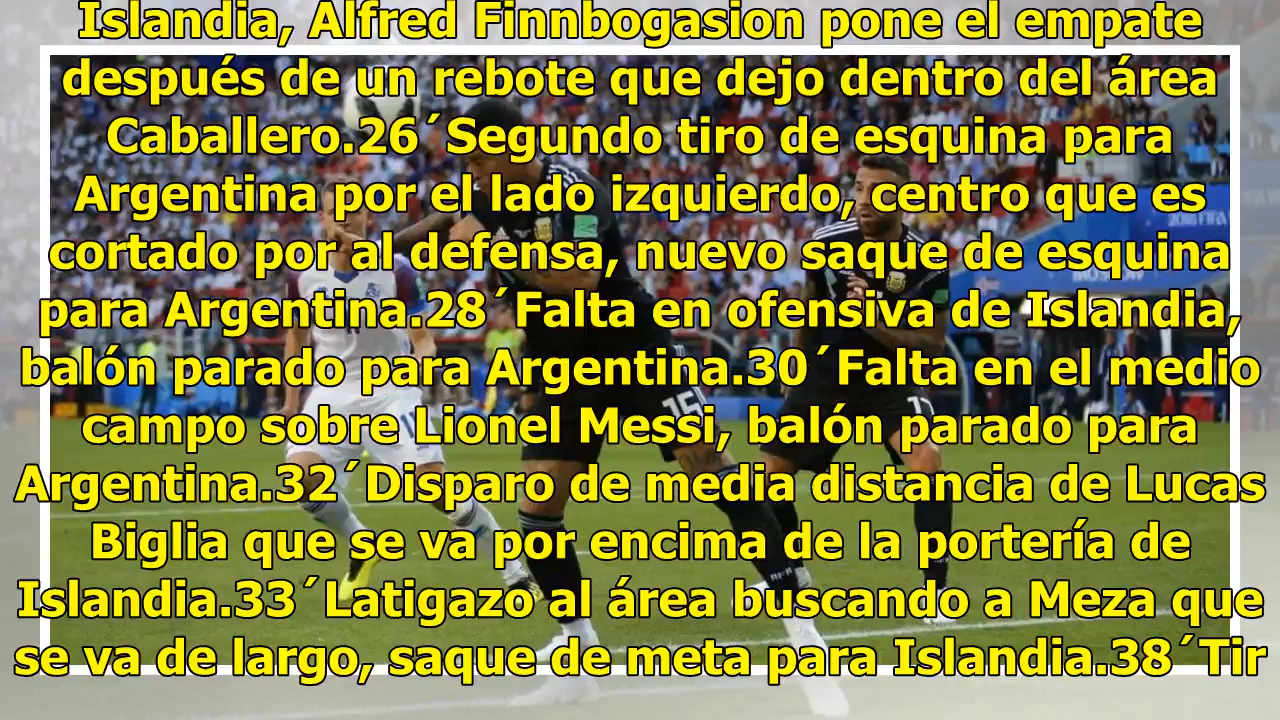 Islandia, Alfred Finnbogasion pone el empate
después de un rebote que dejo dentro del área
Caballero.26´Segundo tiro de esquina para
Argentina por el lado izquierdo, centro que es
cortado por al defensa, nuevo saque de esquina
para Argentina.28´Falta en ofensiva de Islandia,
balón parado para Argentina.30´Falta en el medio
campo sobre Lionel Messi, balón parado para
Argentina.32´Disparo de media distancia de Lucas
Biglia que se va por encima de la portería de
Islandia.33´Latigazo al área buscando a Meza que
se va de largo, saque de meta para Islandia.38´Tir
15